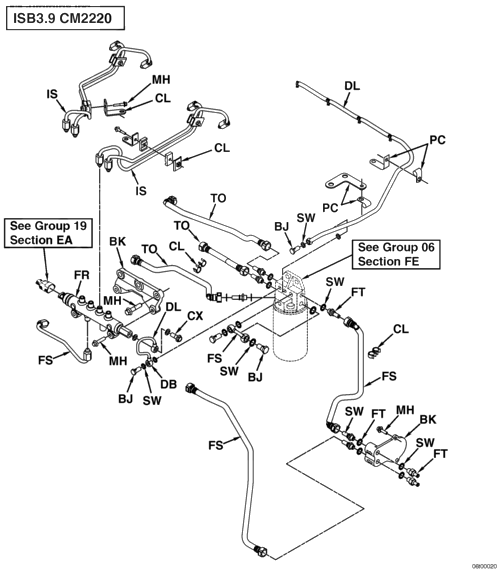 ISB3.9 CM2220
MH
DL
IS
CL
PC
CL
IS
TO
PC
SW
BJ
See Group 19
Section EA
BK
TO
TO
CL
See Group 06
Section FE
FR
MH
DL
CX
SW
FT
CL
FS
MH
FS
SW
BJ
DB
BJ
SW
FS
SW
FT
MH
BK
SW
FT
FS
08I00020